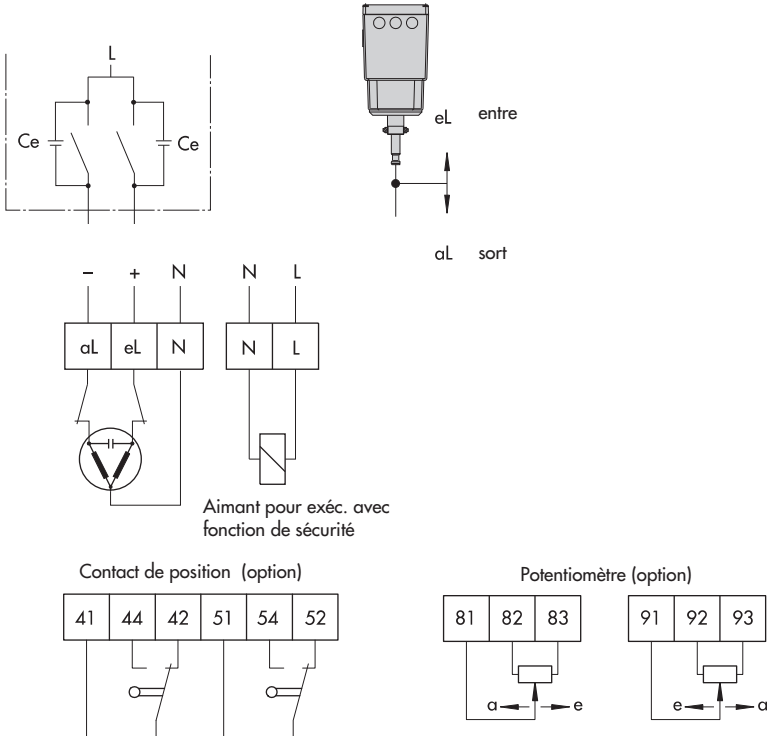 L
Ce
Ce
eL entre
aL sort
– + N N L
aL eL N N L
Aimant pour exéc. avec
fonction de sécurité
Contact de position (option)
41 44 42 51 54 52
Potentiomètre (option)
81 82 83 91 92 93
a e e a